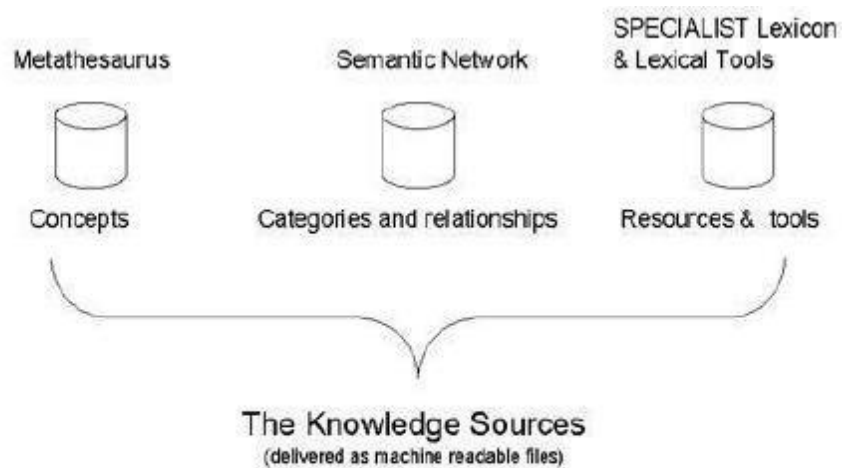 Metathesaurus
Semantic Network
SPECIALIST Lexicon
& Lexical Tools
Concepts
Categories and relationships
Resources & tools
The Knowledge Sources
(delivered as machine readable files)